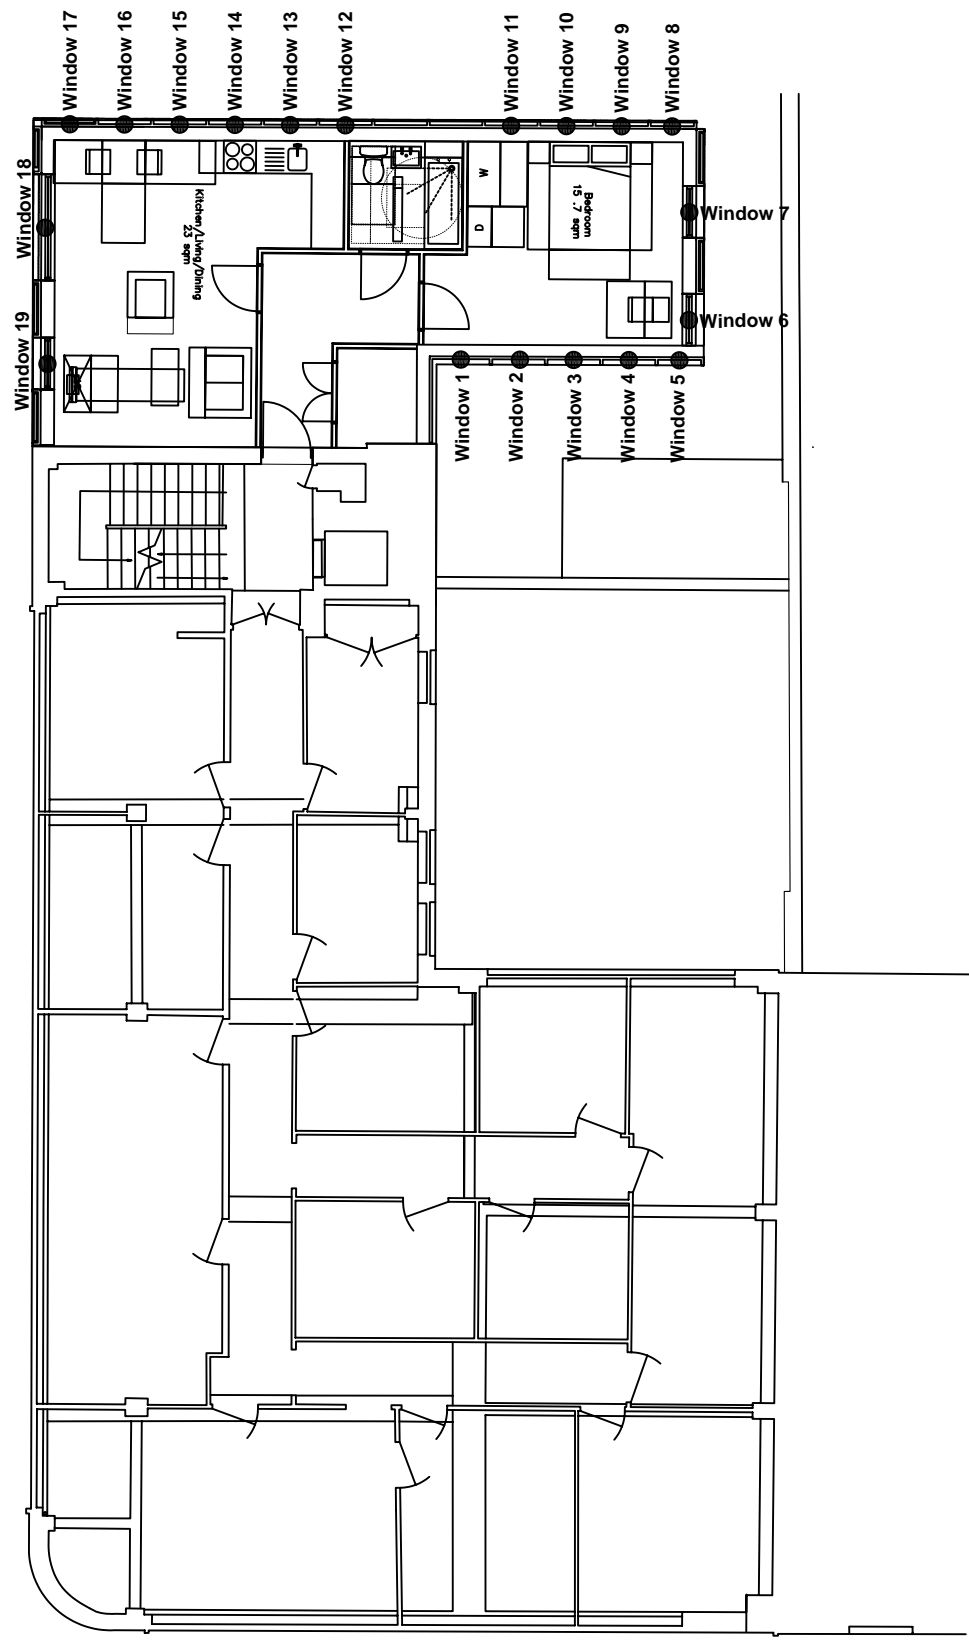 Window 17
Window 16
Window 15
Window 14
Window 13
Window 12
Window 11
Window 10
Window 9
Window 8
Window 18
Window 7
Window 19
Window 6
Kitchen/Living/Dining
23 sqm
Bedroom
15 .7 sqm
W
D
Window 1
Window 2
Window 3
Window 4
Window 5